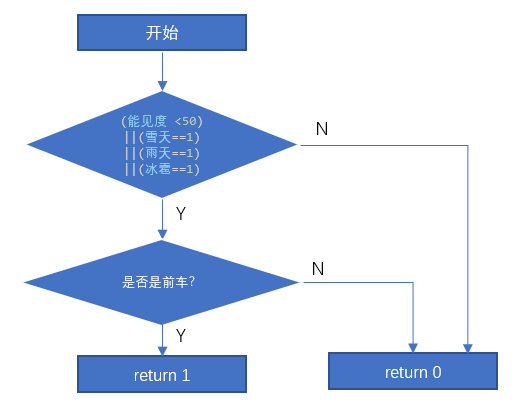 开始
(能见度 <50)
||(雪天==1)
||(雨天==1)
||(冰雹==1)
N
Y
是否是前车?
N
Y
return 1
return 0